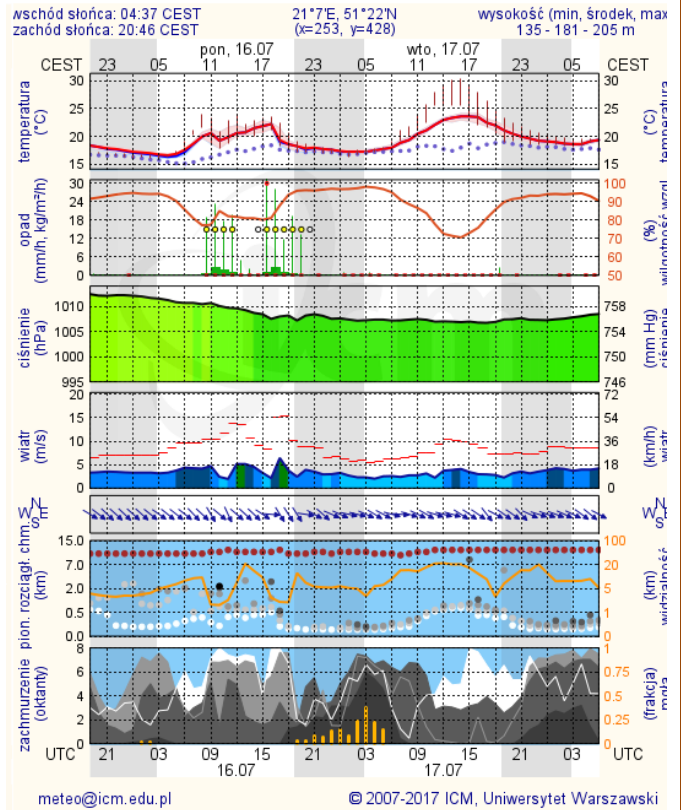 wschód słońca: 04:37 CEST 21°7'E, 51°22'N wysokość (min, środek, max
zachód słońca: 20:46 CEST (x=253, y=428) 135 - 181 - 205 m
pon, 16.07 wto, 17.07
CEST 23 05 11 17 23 05 11 17 23 05 CEST
temperatura
(°C)
30
25
20
15
30
25
20
15
(°C)
temperatura
opad
(mm/h, kg/m²/h)
30
24
18
12
6
0
100
90
80
70
60
50
(%)
wilgotność wzgl
ciśnienie
(hPa)
1010
1005
1000
995
758
754
750
746
(mm Hg)
ciśnienie
wiatr
(m/s)
20
15
10
5
0
72
54
36
18
0
(km/h)
wiatr
N
W E
S
N
W E
S
pion. rozciągł. chm.
(km)
15.0
7.0
2.0
0.5
0.0
100
20
5
1
0
(km)
widzialność
zachmurzenie
(oktanty)
8
6
4
2
0
1
0.75
0.5
0.25
0
(frakcja)
mgła
UTC 21 03 09 15 21 03 09 15 21 03 UTC
16.07 17.07
meteo@icm.edu.pl © 2007-2017 ICM, Uniwersytet Warszawski